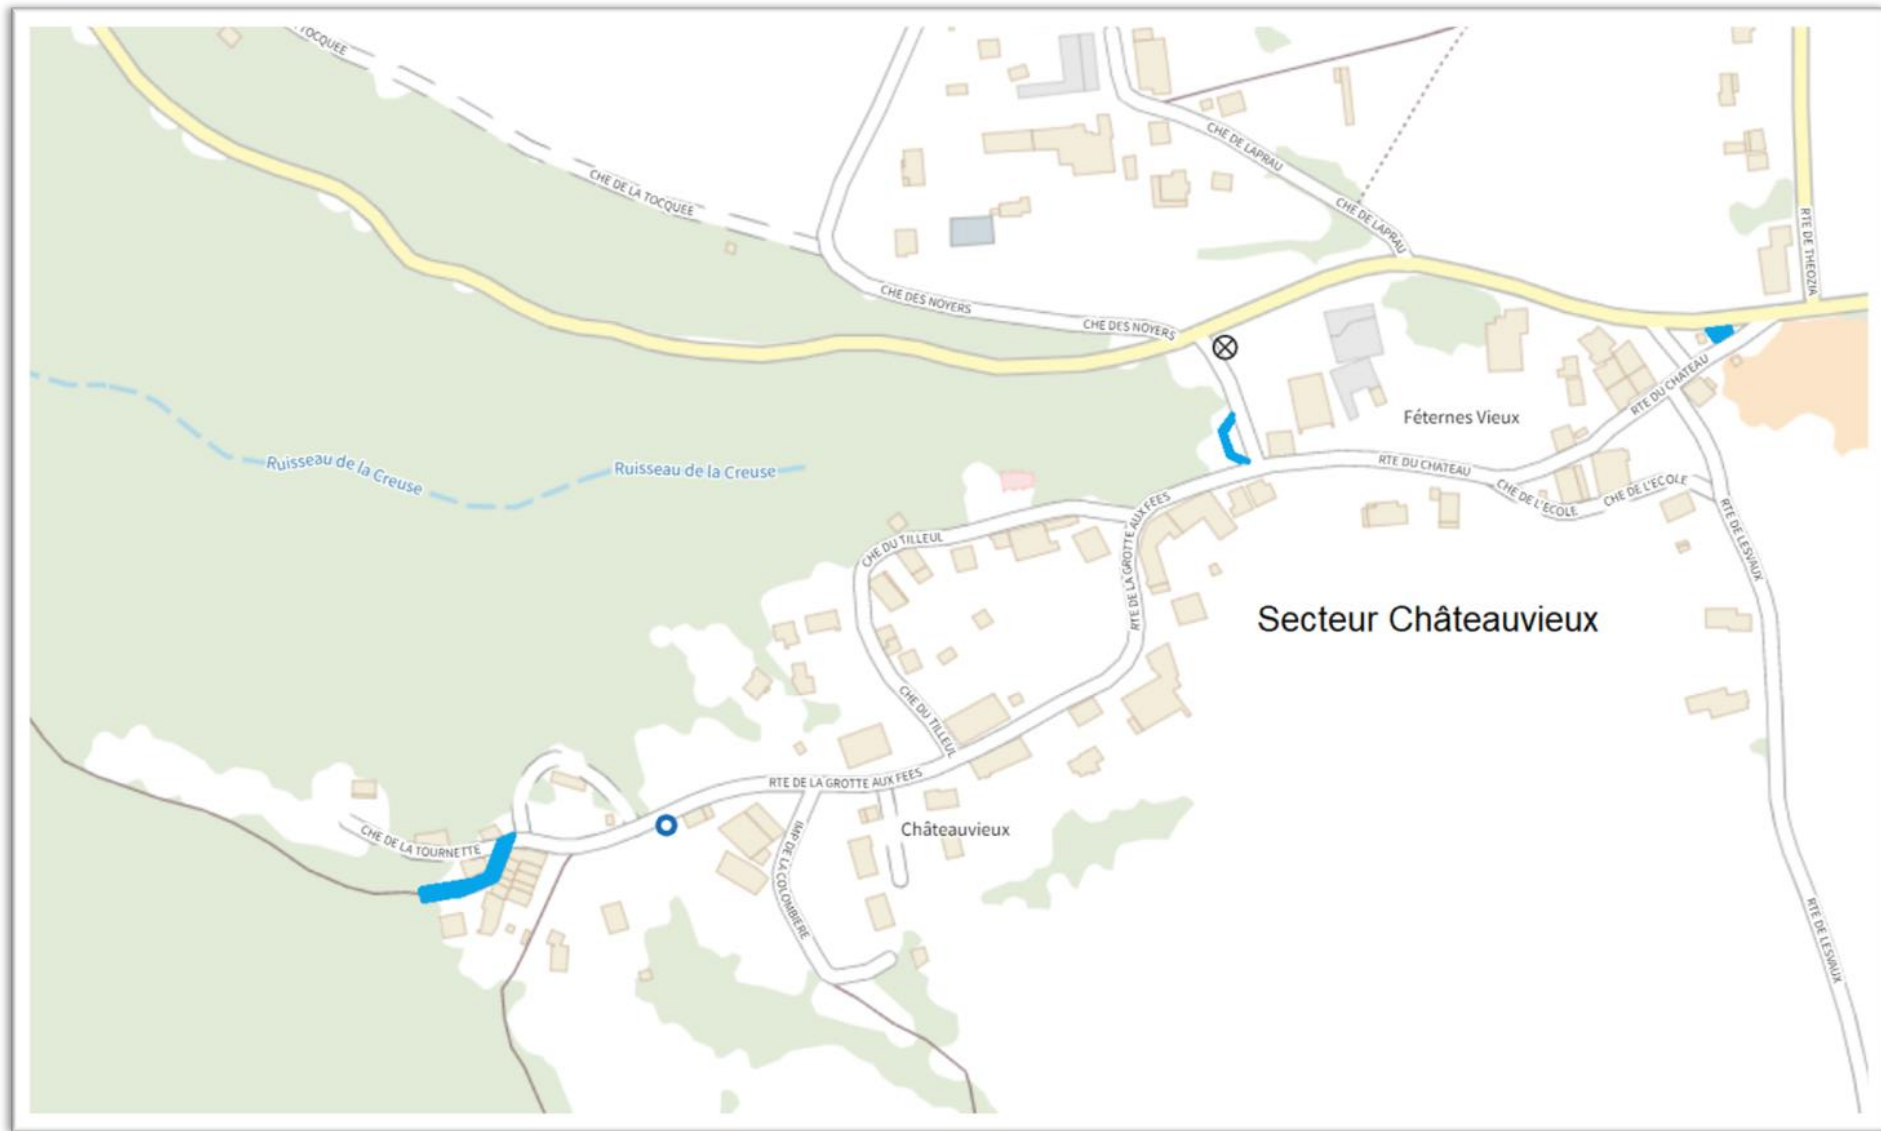 TOCQUEE
CHE DE LAPRAU
CHE DE LA TOCQUEE
CHE DE LAPRAU
RTE DE THEOZIA
CHE DES NOYERS
CHE DES NOYERS
RTE DU CHATEAU
Féternes Vieux
Ruisseau de la Creuse
Ruisseau de la Creuse
RTE DU CHATEAU
CHE DE L'ECOLE
CHE DE L'ECOLE
RTE DE LESVAUX
CHE DU TILLEUL
RTE DE LA GROTTE AUX FEES
Secteur Châteauvieux
CHE DU TILLEUL
RTE DE LA GROTTE AUX FEES
Châteauvieux
CHE DE LA TOURNETTE
IMP DE LA COLOMBIERE
RTE DE LESVAUX